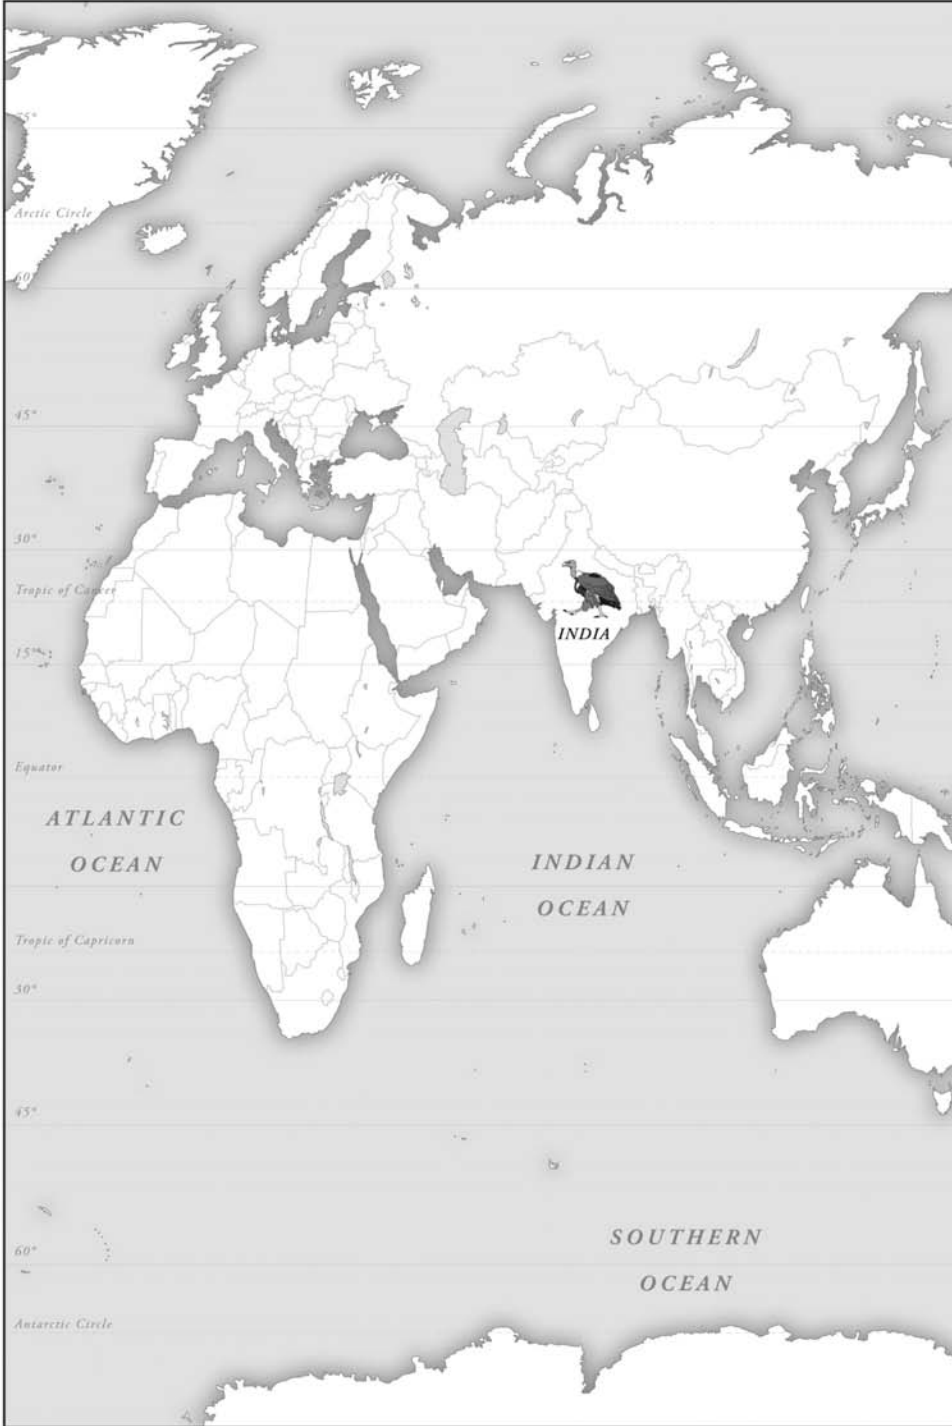 75°
Arctic Circle
60°
45°
30°
Tropic of Cancer
INDIA
15°
Equator
ATLANTIC
OCEAN
INDIAN
OCEAN
Tropic of Capricorn
30°
45°
SOUTHERN
60°
OCEAN
Antarctic Circle